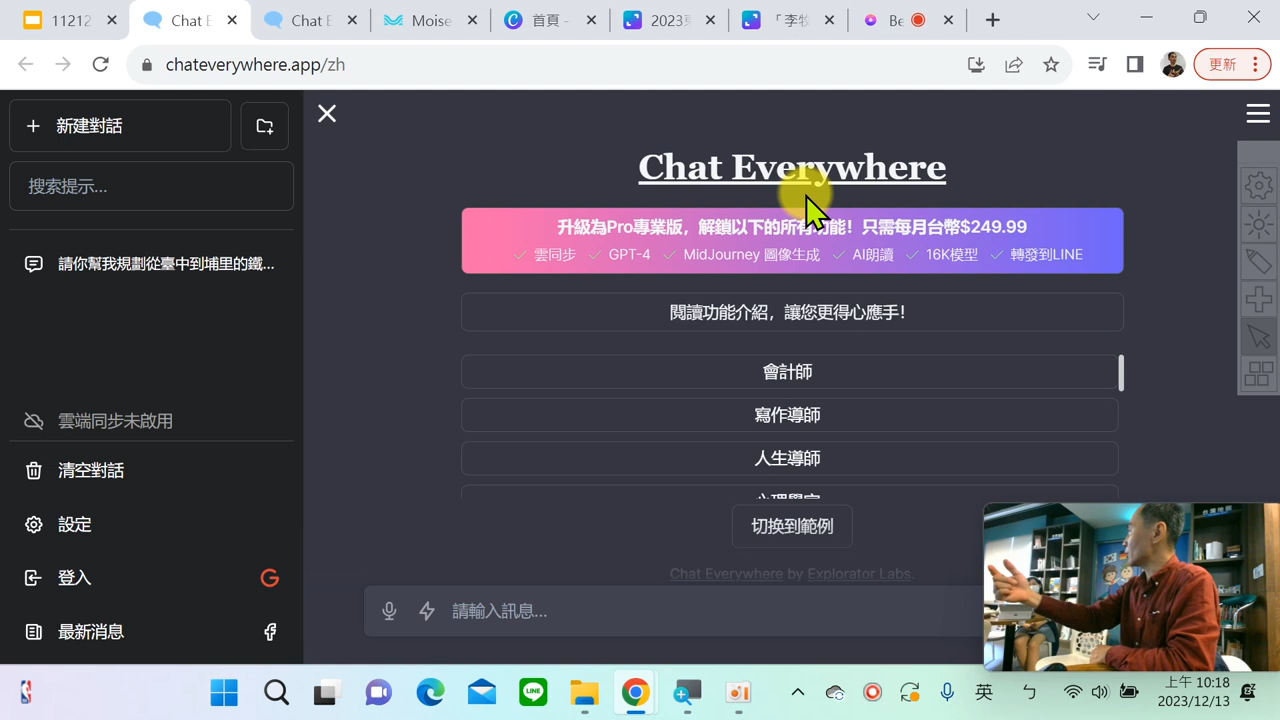 11212
Chat E
Chat E
Moise
首頁 -
2023
「李牧
Be
chateverywhere.app/zh
更新
新建對話
搜索提示...
請你幫我規劃從臺中到埔里的鐵...
雲端同步未啟用
清空對話
設定
登入
最新消息
Chat Everywhere
升級為Pro專業版，解鎖以下的所有功能！只需每月台幣$249.99
雲同步 GPT-4 MidJourney 圖像生成 AI朗讀 16K模型 轉發到LINE
閱讀功能介紹，讓您更得心應手！
會計師
寫作導師
人生導師
心理學家
切換到範例
Chat Everywhere by Explorator Labs.
請輸入訊息...
LINE
英
ㄅ
上午 10:18
2023/12/13